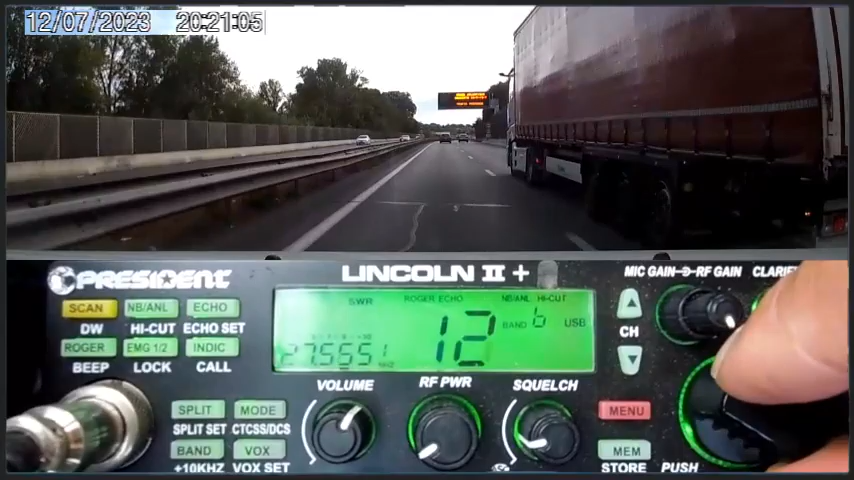 12/07/2023 20:21:05
PRESIDENT
LINCOLN II +
MIC GAIN RF GAIN CLARIFI
SCAN NB/ANL ECHO
DW HI-CUT ECHO SET
ROGER EMG 1/2 INDIC
BEEP LOCK CALL
SWR ROGER ECHO NB/ANL HI-CUT
12 BAND b USB
27.5551
CH
VOLUME RF PWR SQUELCH
SPLIT MODE
SPLIT SET CTCSS/DCS
BAND VOX
+10KHZ VOX SET
MENU
MEM
STORE PUSH